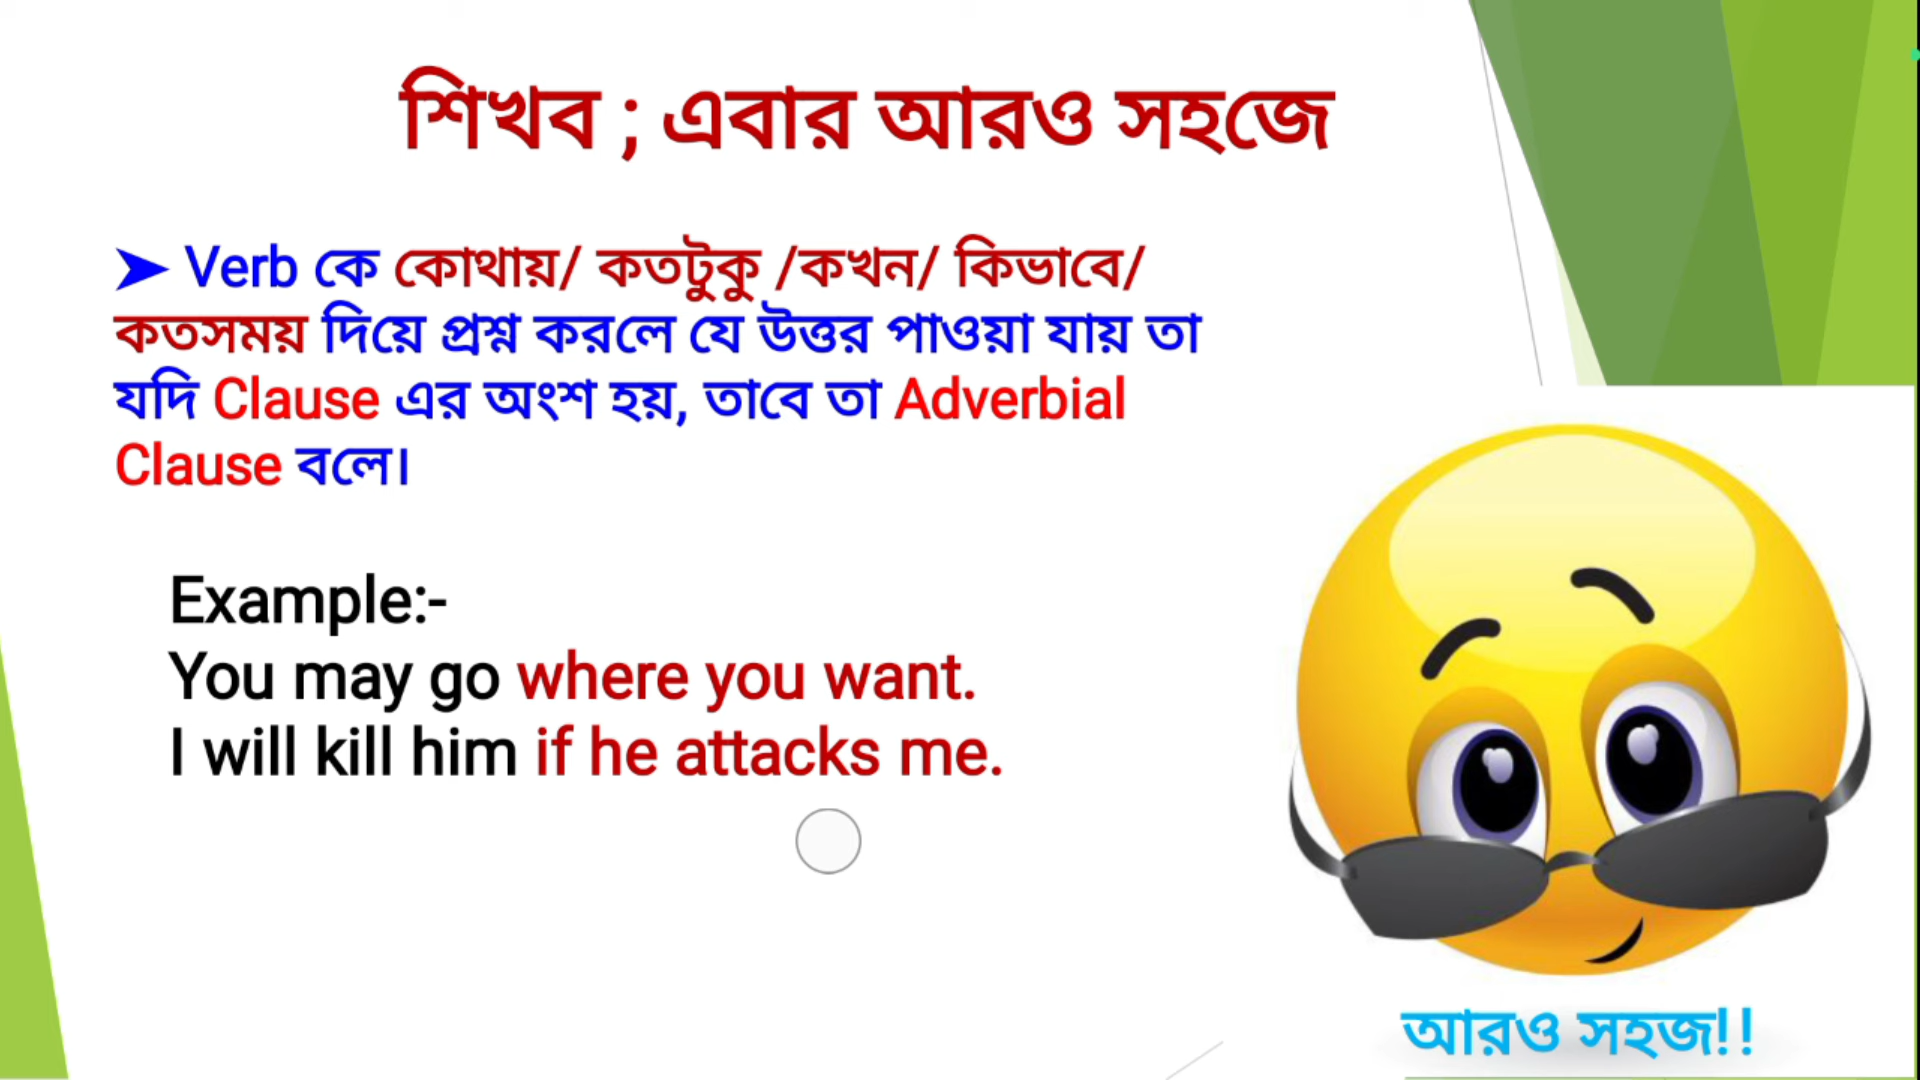 শিখব ; এবার আরও সহজে
➤ Verb কে কোথায়/ কতটুকু /কখন/ কিভাবে/
কতসময় দিয়ে প্রশ্ন করলে যে উত্তর পাওয়া যায় তা
যদি Clause এর অংশ হয়, তাবে তা Adverbial
Clause বলে।
Example:-
You may go where you want.
I will kill him if he attacks me.
আরও সহজ!!